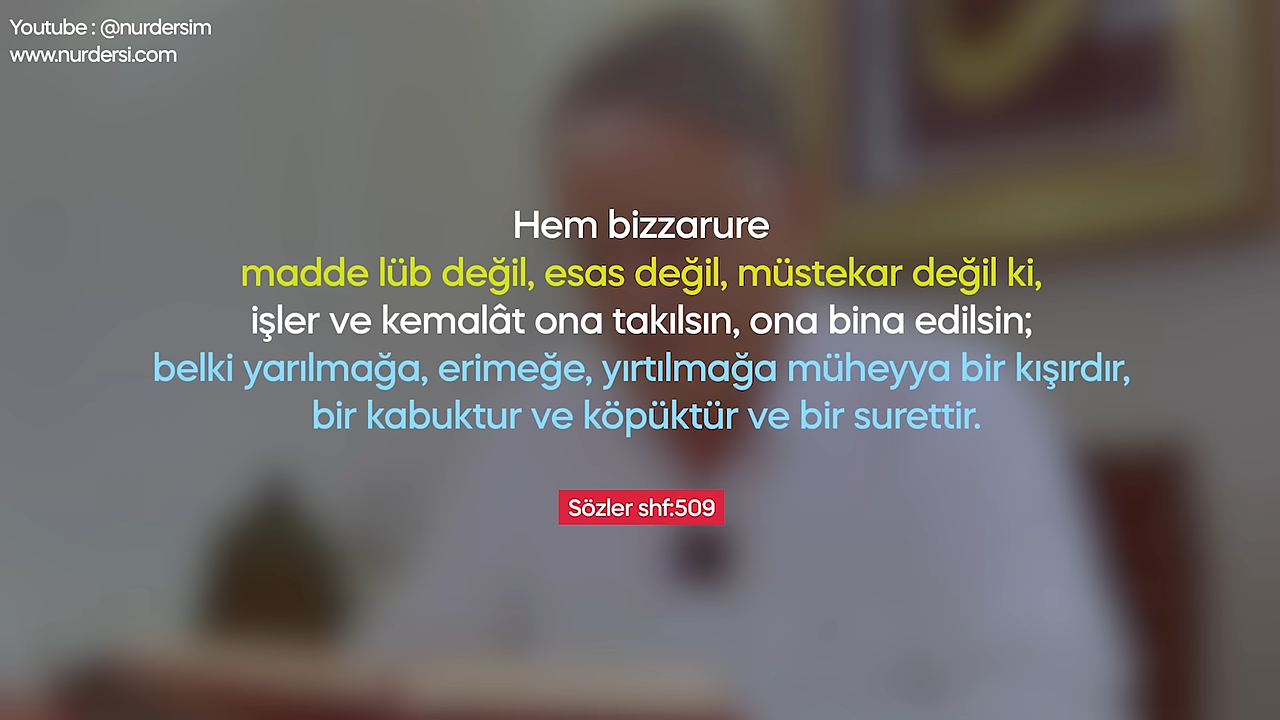 Youtube : @nurdersim
www.nurdersi.com
Hem bizzarure
madde lüb değil, esas değil, müstekar değil ki,
işler ve kemalât ona takılsın, ona bina edilsin;
belki yarılmağa, erimeğe, yırtılmağa müheyya bir kışırdır,
bir kabuktur ve köpüktür ve bir surettir.
Sözler shf:509